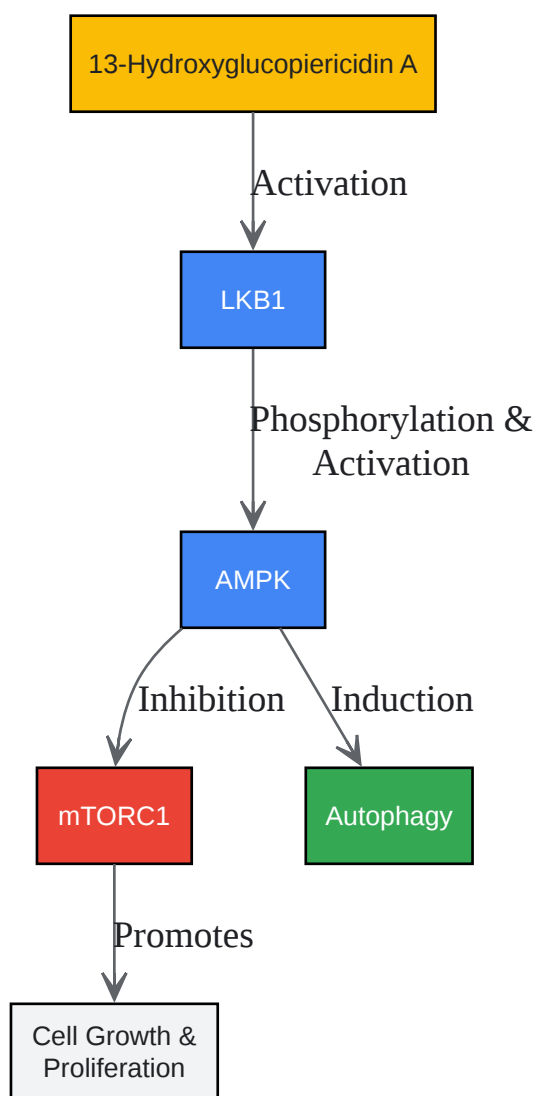 13-Hydroxyglucopiericidin A
Activation
LKB1
Phosphorylation &
Activation
AMPK
Inhibition
Induction
mTORC1
Autophagy
Promotes
Cell Growth &
Proliferation